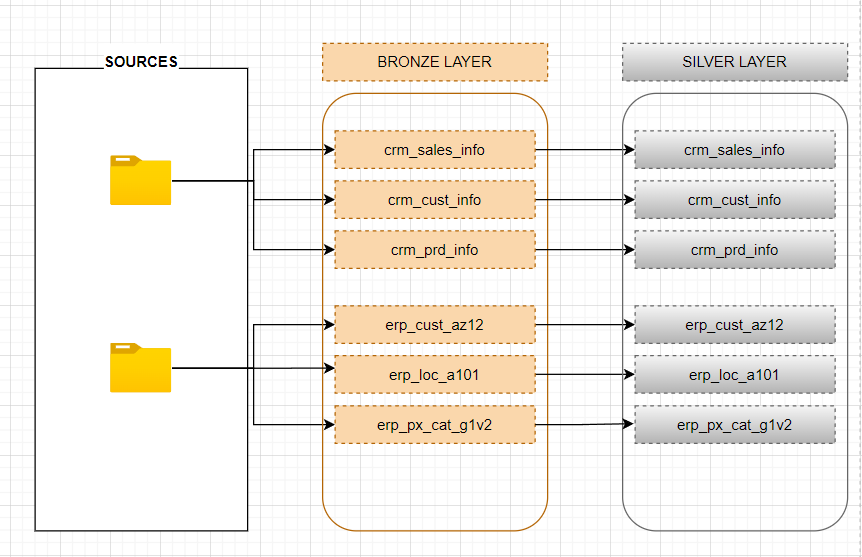 SOURCES
BRONZE LAYER
SILVER LAYER
crm_sales_info
crm_sales_info
crm_cust_info
crm_cust_info
crm_prd_info
crm_prd_info
erp_cust_az12
erp_cust_az12
erp_loc_a101
erp_loc_a101
erp_px_cat_g1v2
erp_px_cat_g1v2